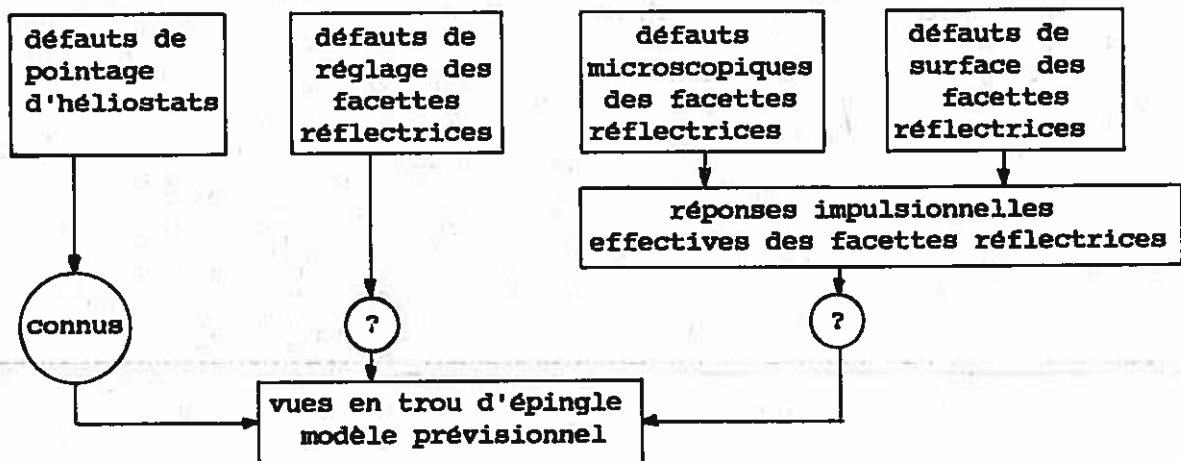 défauts de
pointage
d'héliostats
défauts de
réglage des
facettes
réflectrices
défauts
microscopiques
des facettes
réflectrices
défauts de
surface des
facettes
réflectrices
réponses impulsionnelles
effectives des facettes réflectrices
connus
?
?
vues en trou d'épingle
modèle prévisionnel